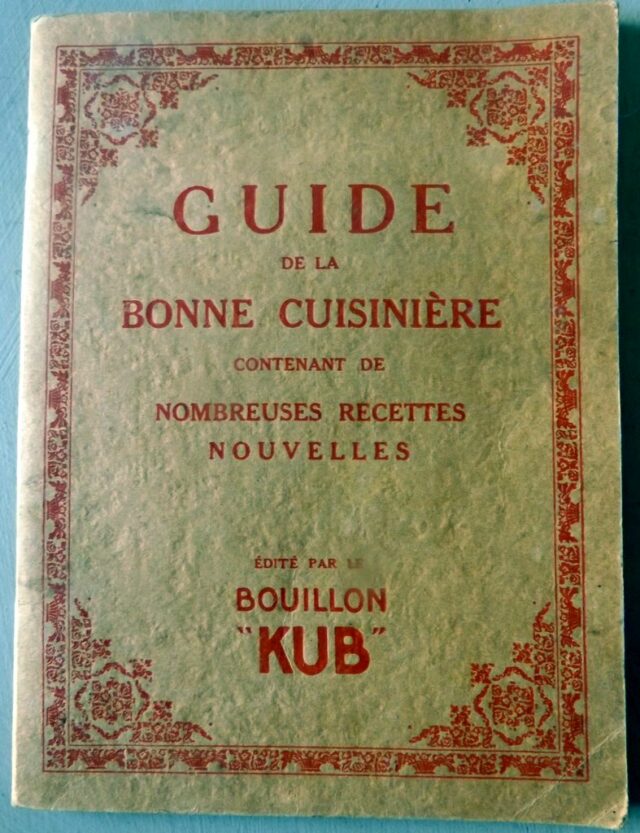 GUIDE
DE LA
BONNE CUISINIÈRE
CONTENANT DE
NOMBREUSES RECETTES
NOUVELLES
ÉDITÉ PAR LE
BOUILLON
"KUB"